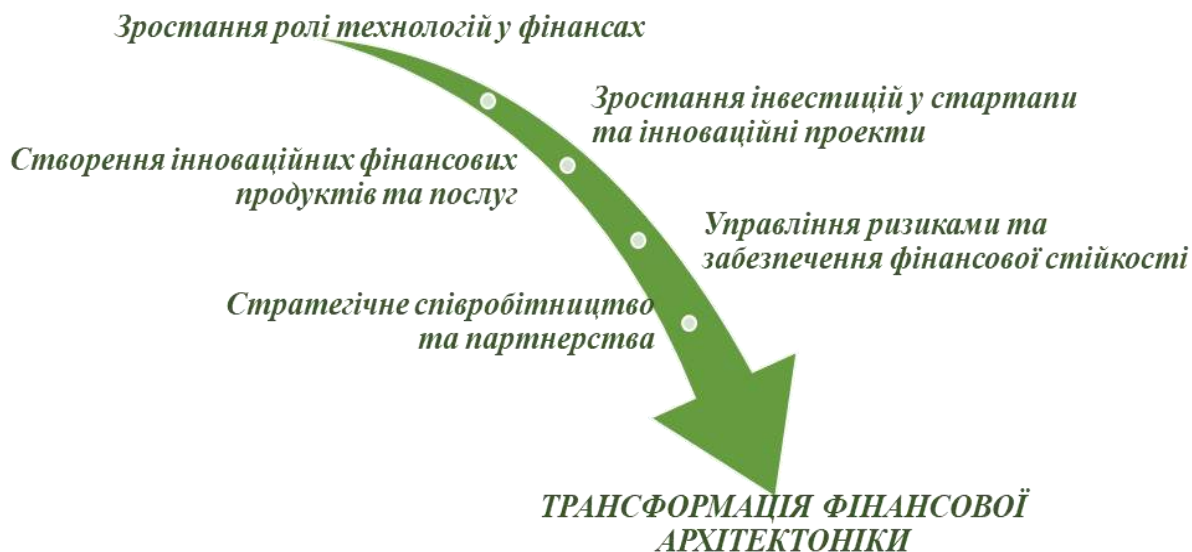 Зростання ролі технологій у фінансах
Зростання інвестицій у стартапи
та інноваційні проекти
Створення інноваційних фінансових
продуктів та послуг
Управління ризиками та
забезпечення фінансової стійкості
Стратегічне співробітництво
та партнерства
ТРАНСФОРМАЦІЯ ФІНАНСОВОЇ
АРХІТЕКТОНІКИ